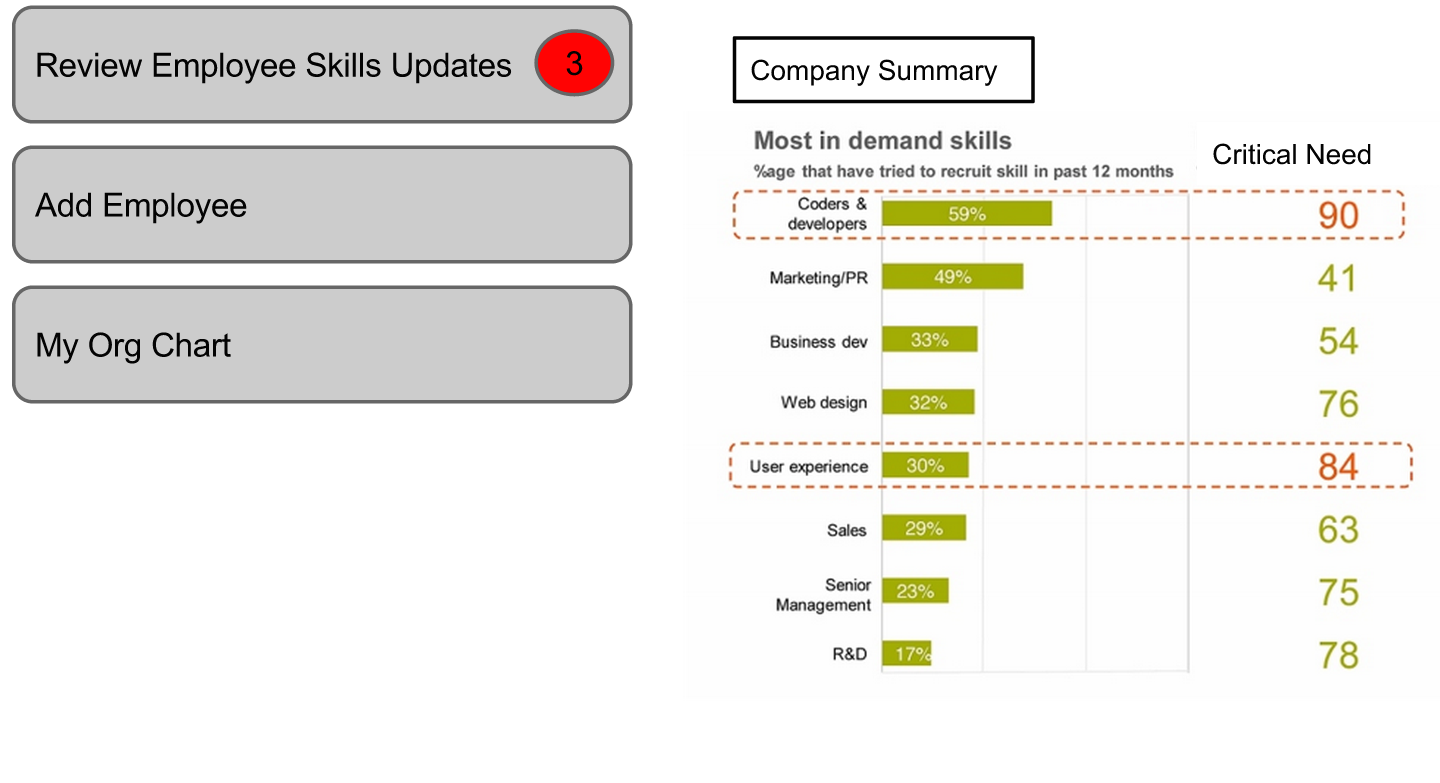 Review Employee Skills Updates 3
Add Employee
My Org Chart
Company Summary
Most in demand skills
%age that have tried to recruit skill in past 12 months
Critical Need
Coders &
developers 59% 90
Marketing/PR 49% 41
Business dev 33% 54
Web design 32% 76
User experience 30% 84
Sales 29% 63
Senior
Management 23% 75
R&D 17% 78